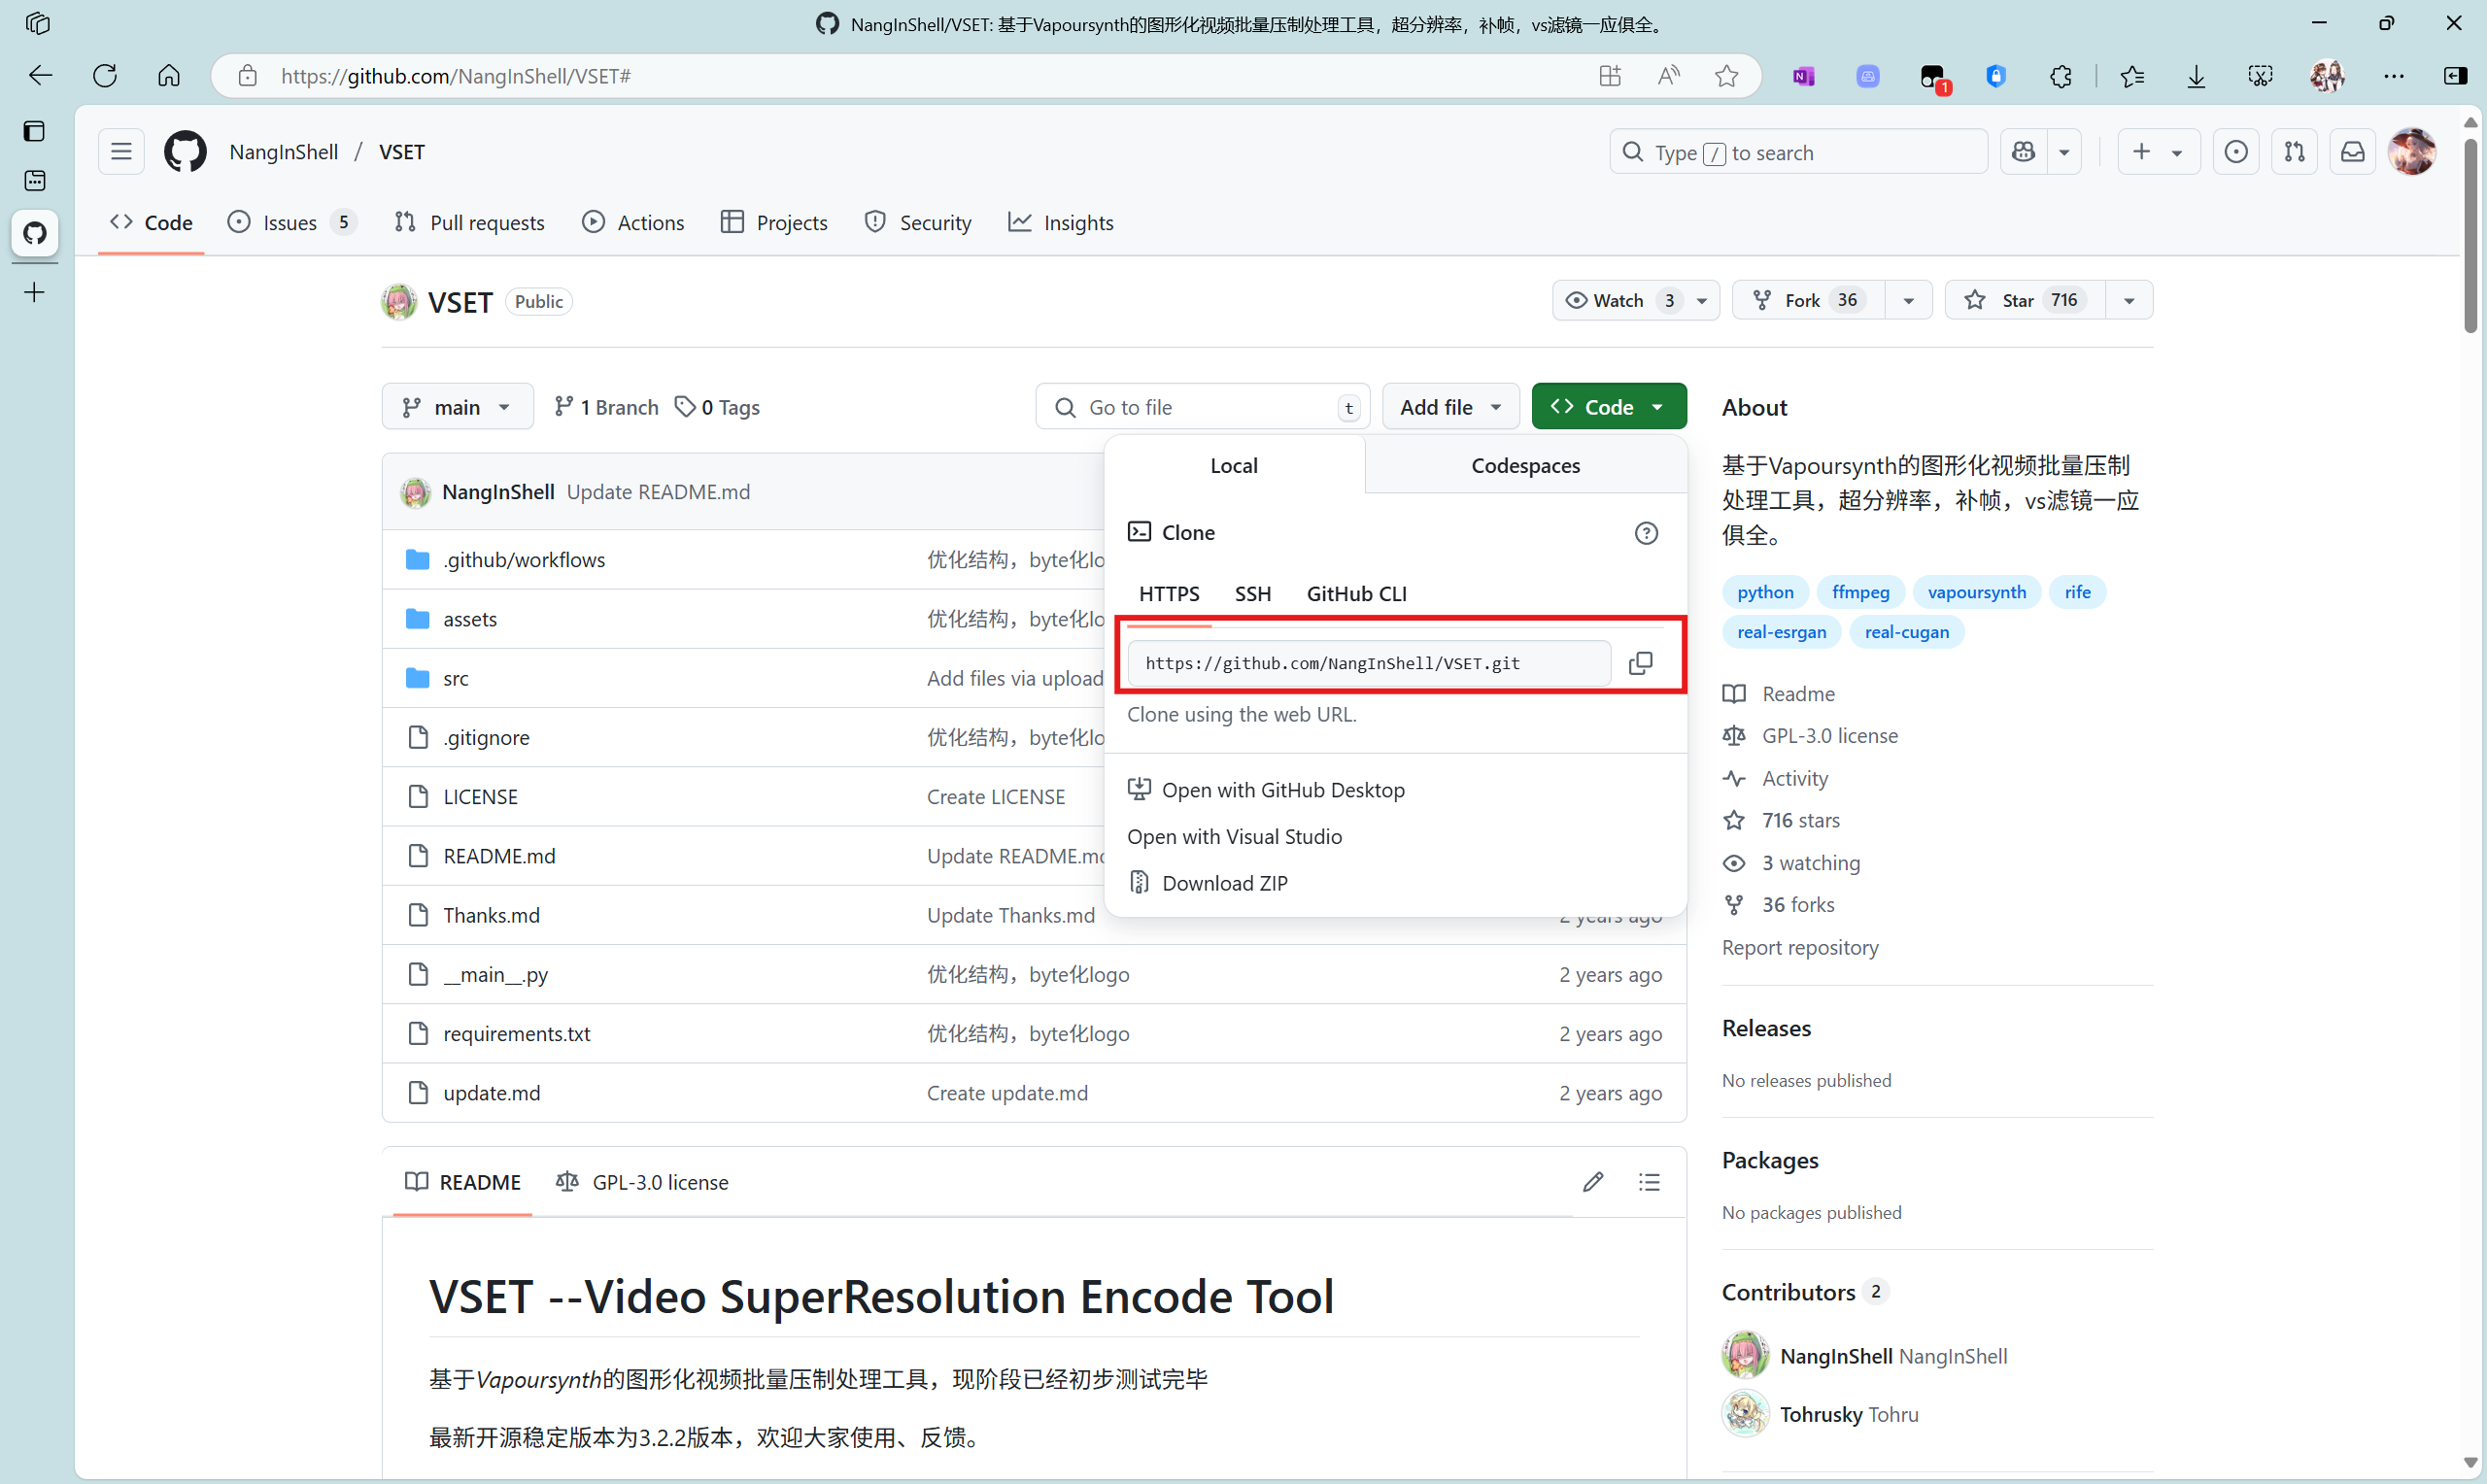 NangInShell/VSET: 基于Vapoursynth的图形化视频批量压制处理工具，超分辨率，补帧，vs滤镜一应俱全。
https://github.com/NangInShell/VSET#
1
NangInShell / VSET
Type / to search
Code
Issues 5
Pull requests
Actions
Projects
Security
Insights
VSET Public
Watch 3
Fork 36
Star 716
main
1 Branch
0 Tags
Go to file t
Add file
Code
Local
Codespaces
Clone
HTTPS
SSH
GitHub CLI
https://github.com/NangInShell/VSET.git
Clone using the web URL.
Open with GitHub Desktop
Open with Visual Studio
Download ZIP
NangInShell Update README.md
.github/workflows 优化结构，byte化lo
assets 优化结构，byte化lo
src Add files via upload
.gitignore 优化结构，byte化lo
LICENSE Create LICENSE
README.md Update README.md
Thanks.md Update Thanks.md 2 years ago
__main__.py 优化结构，byte化logo 2 years ago
requirements.txt 优化结构，byte化logo 2 years ago
update.md Create update.md 2 years ago
README
GPL-3.0 license
VSET --Video SuperResolution Encode Tool
基于Vapoursynth的图形化视频批量压制处理工具，现阶段已经初步测试完毕
最新开源稳定版本为3.2.2版本，欢迎大家使用、反馈。
About
基于Vapoursynth的图形化视频批量压制
处理工具，超分辨率，补帧，vs滤镜一应
俱全。
python ffmpeg vapoursynth rife
real-esrgan real-cugan
Readme
GPL-3.0 license
Activity
716 stars
3 watching
36 forks
Report repository
Releases
No releases published
Packages
No packages published
Contributors 2
NangInShell NangInShell
Tohrusky Tohru